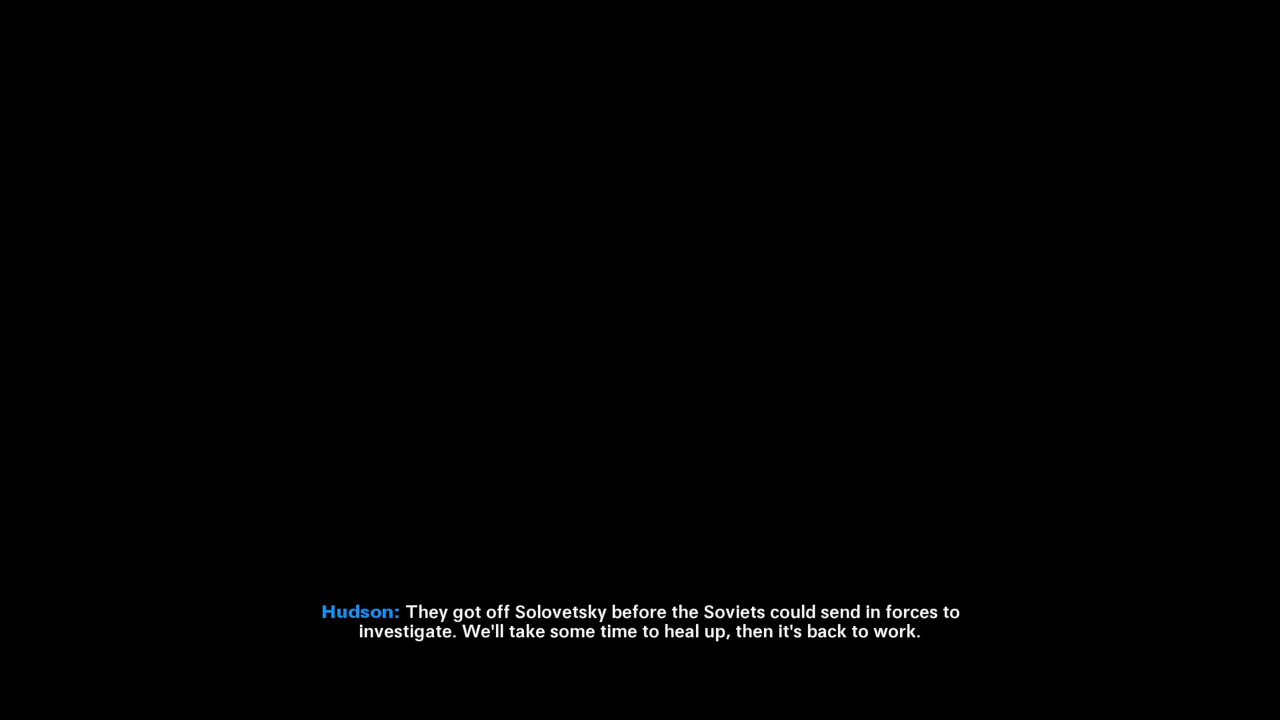 Hudson: They got off Solovetsky before the Soviets could send in forces to
investigate. We'll take some time to heal up, then it's back to work.